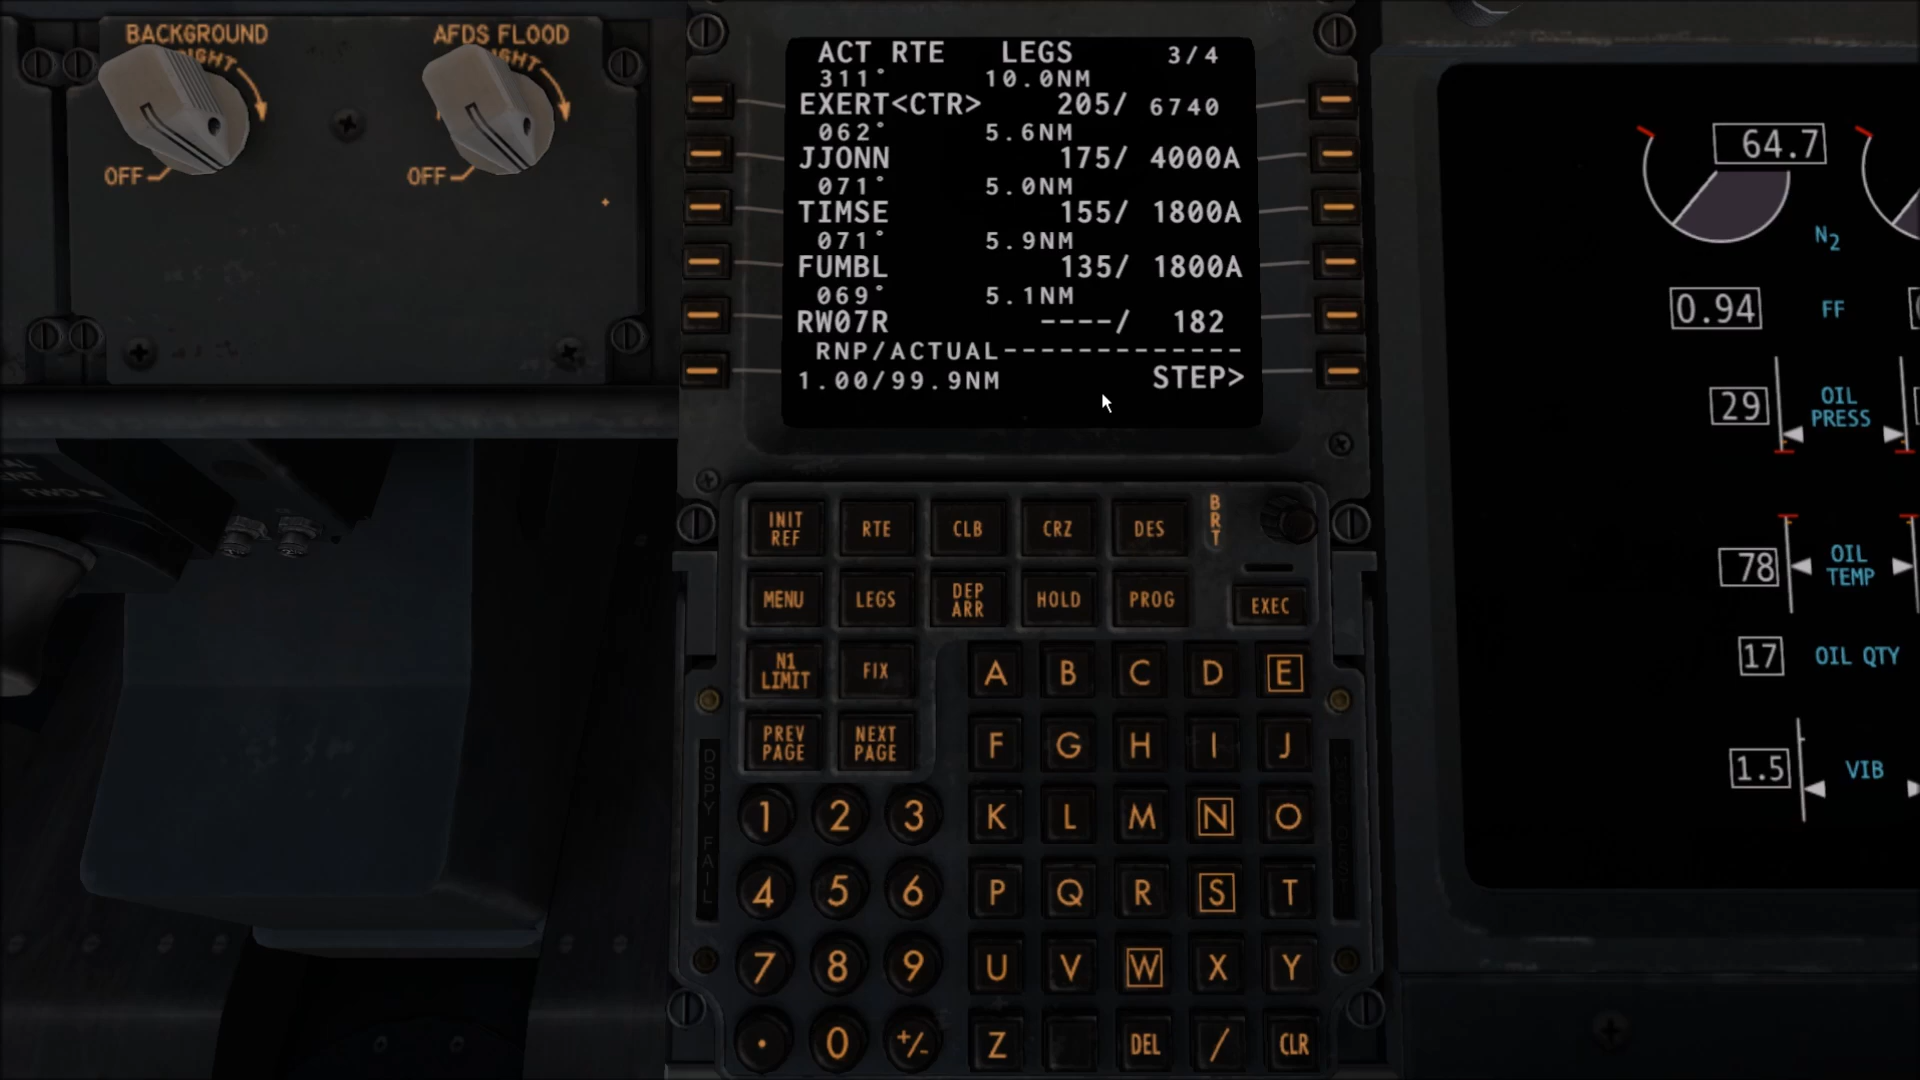 BACKGROUND
OFF
AFDS FLOOD
OFF
ACT RTE LEGS 3/4
311° 10.0NM
EXERT<CTR> 205/ 6740
062° 5.6NM
JJONN 175/ 4000A
071° 5.0NM
TIMSE 155/ 1800A
071° 5.9NM
FUMBL 135/ 1800A
069° 5.1NM
RW07R ----/ 182
RNP/ACTUAL-------------
1.00/99.9NM STEP>
INIT REF
RTE
CLB
CRZ
DES
BRT
MENU
LEGS
DEP ARR
HOLD
PROG
EXEC
N1 LIMIT
FIX
PREV PAGE
NEXT PAGE
A B C D E
F G H I J
K L M N O
P Q R S T
U V W X Y
Z DEL / CLR
1 2 3
4 5 6
7 8 9
. 0 +/-
DSPY FAIL
64.7
N2
0.94 FF
29 OIL PRESS
78 OIL TEMP
17 OIL QTY
1.5 VIB